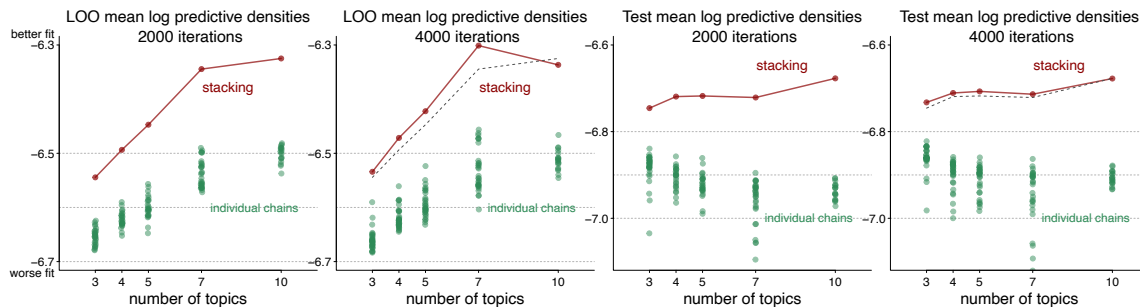 LOO mean log predictive densities
2000 iterations
better fit
−6.3
−6.5
−6.7
worse fit
stacking
individual chains
3 4 5 7 10
number of topics
LOO mean log predictive densities
4000 iterations
−6.3
−6.5
−6.7
stacking
individual chains
3 4 5 7 10
number of topics
Test mean log predictive densities
2000 iterations
−6.6
−6.8
−7.0
stacking
individual chains
3 4 5 7 10
number of topics
Test mean log predictive densities
4000 iterations
−6.6
−6.8
−7.0
stacking
individual chains
3 4 5 7 10
number of topics